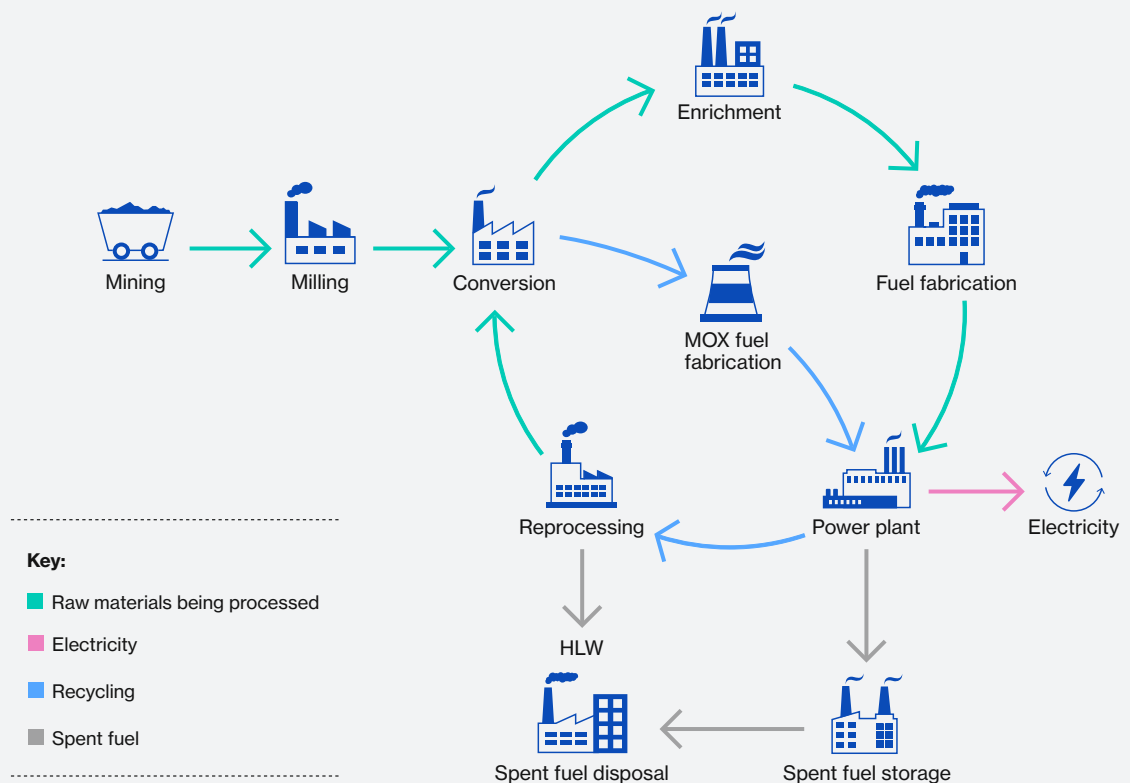 Enrichment
Mining
Milling
Conversion
Fuel fabrication
MOX fuel
fabrication
Reprocessing
Power plant
Electricity
Key:
Raw materials being processed
Electricity
Recycling
Spent fuel
HLW
Spent fuel disposal
Spent fuel storage